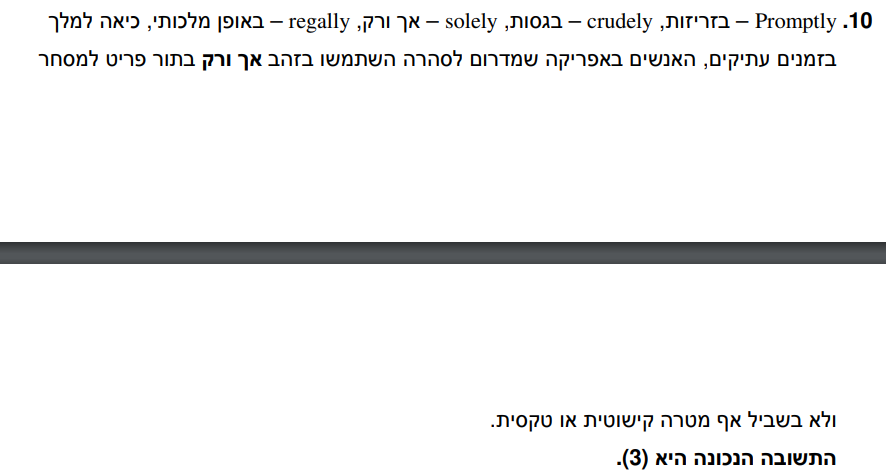 10. Promptly – בזריזות, crudely – בגסות, solely – אך ורק, regally – באופן מלכותי, כיאה למלך
בזמנים עתיקים, האנשים באפריקה שמדרום לסהרה השתמשו בזהב אך ורק בתור פריט למסחר
ולא בשביל אף מטרה קישוטית או טקסית.
התשובה הנכונה היא (3).